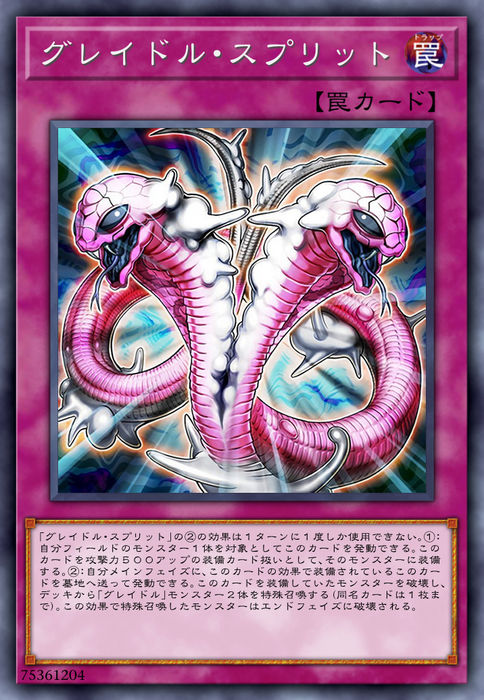 グレイドル・スプリット
トラップ
罠
【罠カード】
「グレイドル・スプリット」の②の効果は1ターンに1度しか使用できない。①:
自分フィールドのモンスター1体を対象としてこのカードを発動できる。この
カードを攻撃力500アップの装備カード扱いとして、そのモンスターに装備
する。②:自分メインフェイズに、このカードの効果で装備されているこのカー
ドを墓地へ送って発動できる。このカードを装備していたモンスターを破壊し、
デッキから「グレイドル」モンスター2体を特殊召喚する(同名カードは1枚ま
で)。この効果で特殊召喚したモンスターはエンドフェイズに破壊される。
75361204